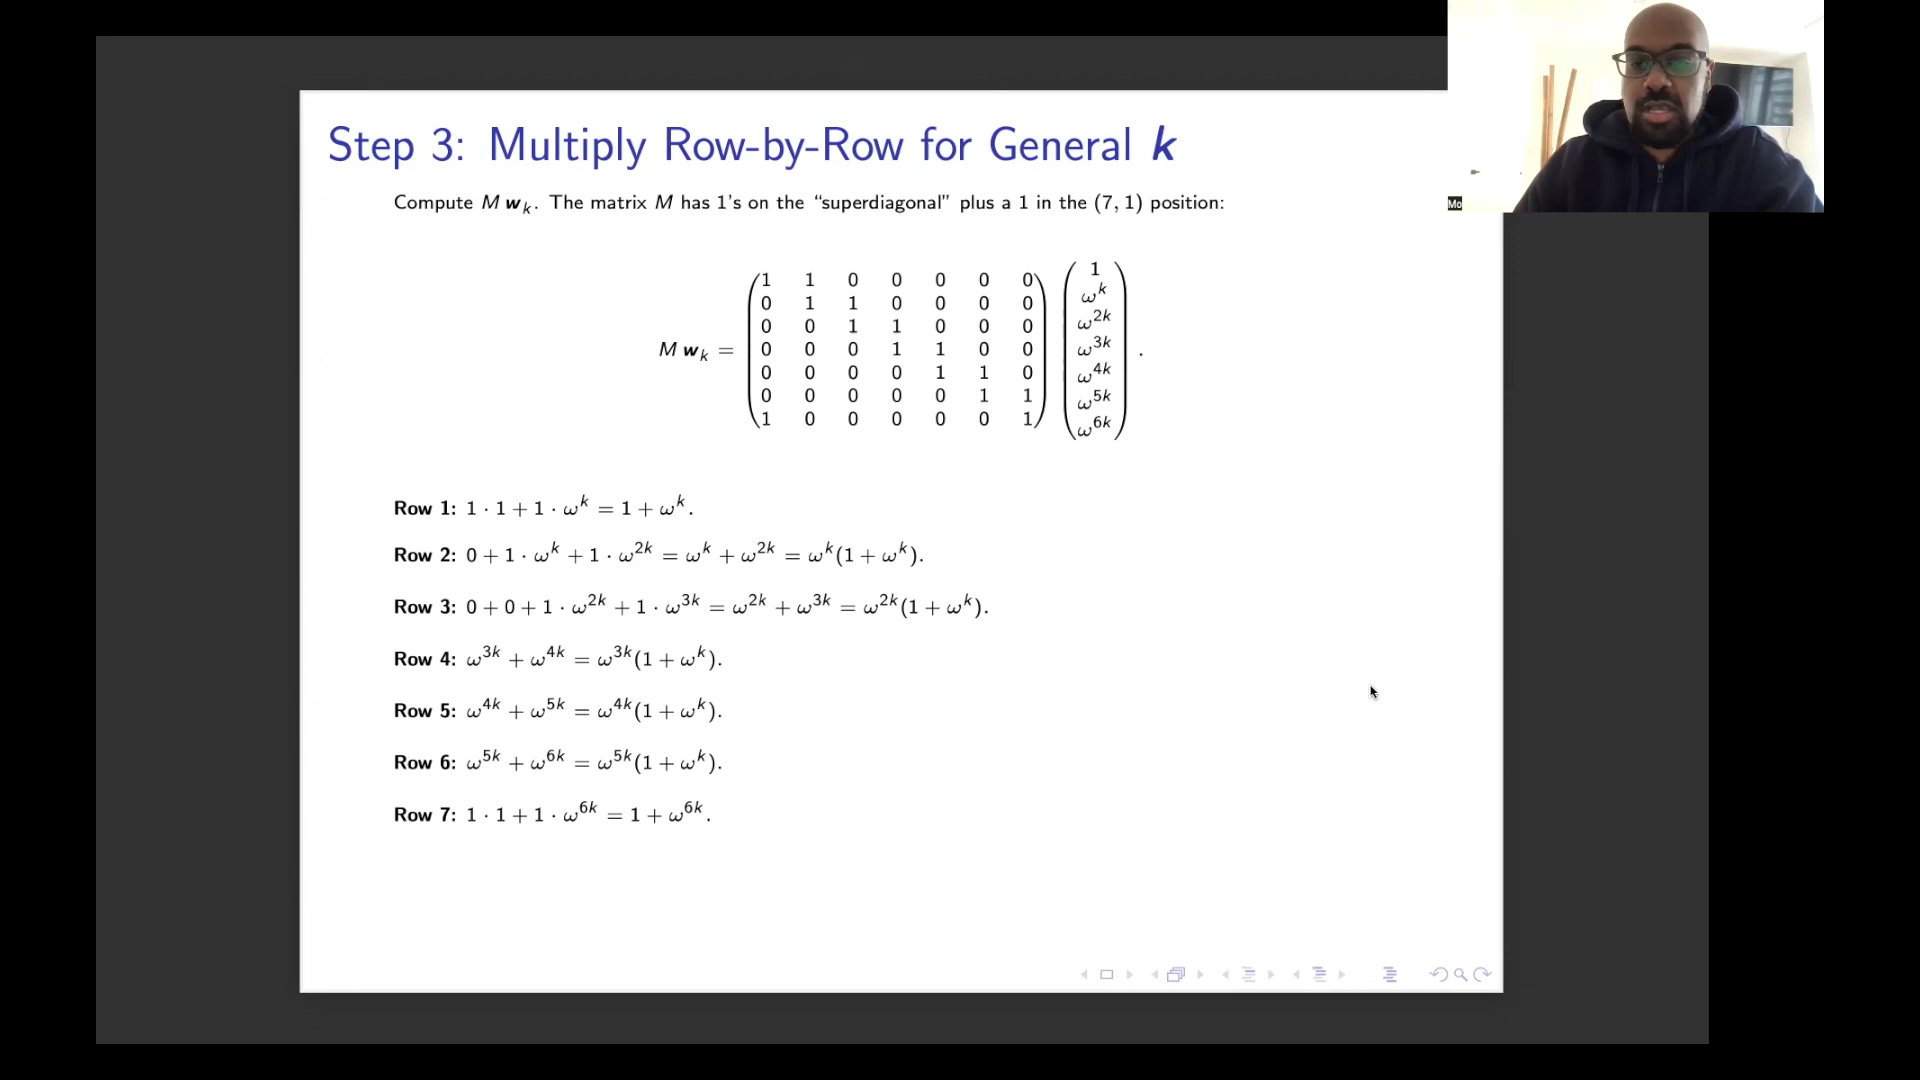 Step 3: Multiply Row-by-Row for General k
Mo
Compute M w_k. The matrix M has 1's on the “superdiagonal” plus a 1 in the (7, 1) position:
M w_k =
1 1 0 0 0 0 0
0 1 1 0 0 0 0
0 0 1 1 0 0 0
0 0 0 1 1 0 0
0 0 0 0 1 1 0
0 0 0 0 0 1 1
1 0 0 0 0 0 1
1
ω^k
ω^{2k}
ω^{3k}
ω^{4k}
ω^{5k}
ω^{6k}
.
Row 1: 1 · 1 + 1 · ω^k = 1 + ω^k.
Row 2: 0 + 1 · ω^k + 1 · ω^{2k} = ω^k + ω^{2k} = ω^k(1 + ω^k).
Row 3: 0 + 0 + 1 · ω^{2k} + 1 · ω^{3k} = ω^{2k} + ω^{3k} = ω^{2k}(1 + ω^k).
Row 4: ω^{3k} + ω^{4k} = ω^{3k}(1 + ω^k).
Row 5: ω^{4k} + ω^{5k} = ω^{4k}(1 + ω^k).
Row 6: ω^{5k} + ω^{6k} = ω^{5k}(1 + ω^k).
Row 7: 1 · 1 + 1 · ω^{6k} = 1 + ω^{6k}.